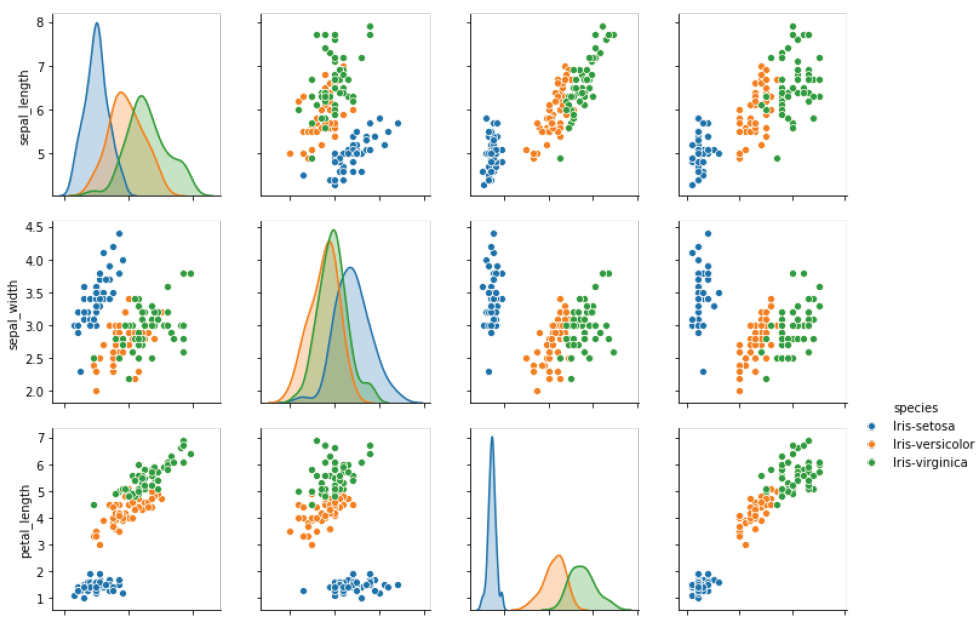 8
7
6
5
sepal_length
4.5
4.0
3.5
3.0
2.5
2.0
sepal_width
7
6
5
4
3
2
1
petal_length
species
Iris-setosa
Iris-versicolor
Iris-virginica